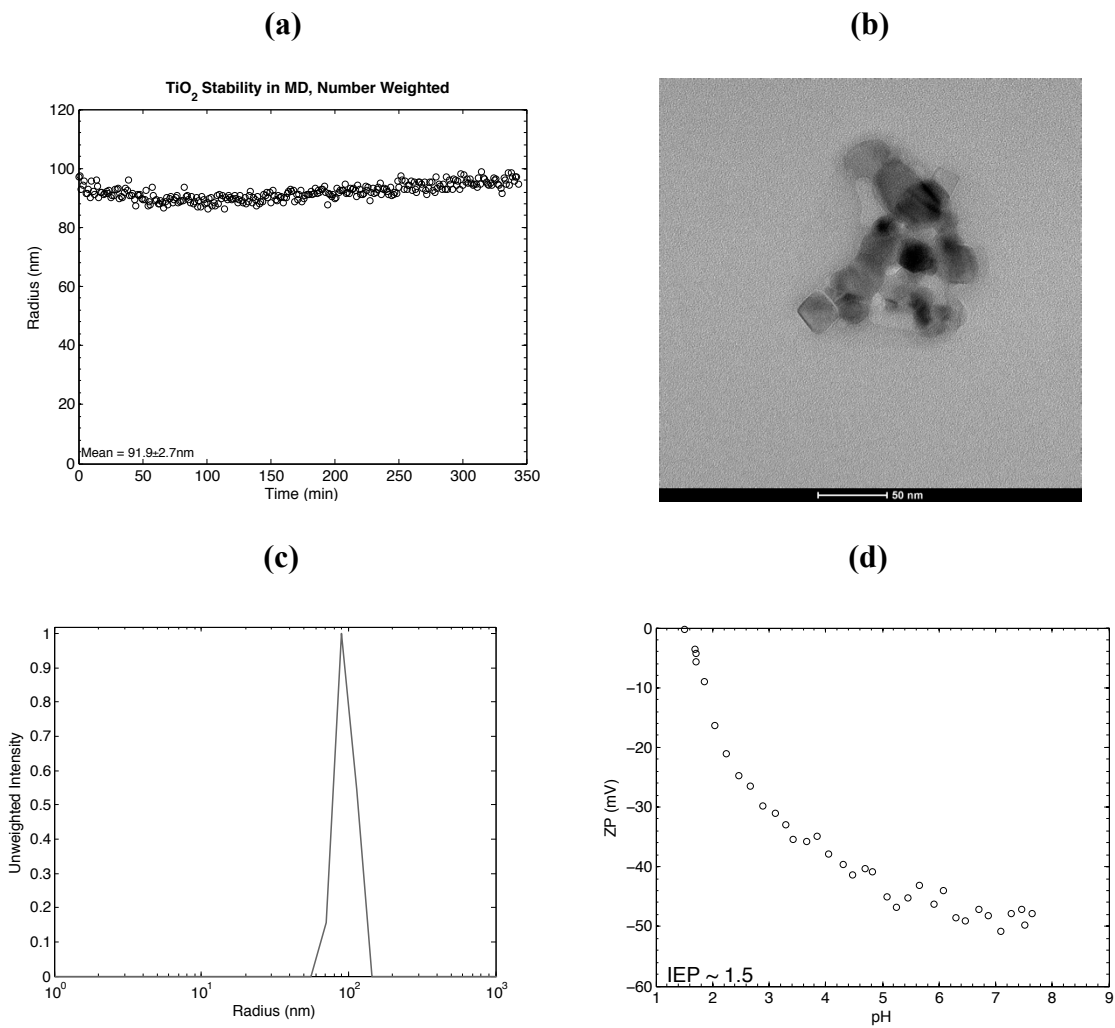 (a)
TiO2 Stability in MD, Number Weighted
120
100
80
60
40
20
0
Radius (nm)
Mean = 91.9±2.7nm
0 50 100 150 200 250 300 350
Time (min)
(b)
50 nm
(c)
1
0.9
0.8
0.7
0.6
0.5
0.4
0.3
0.2
0.1
0
Unweighted Intensity
10^0 10^1 10^2 10^3
Radius (nm)
(d)
0
−10
−20
−30
−40
−50
−60
ZP (mV)
IEP ~ 1.5
1 2 3 4 5 6 7 8 9
pH